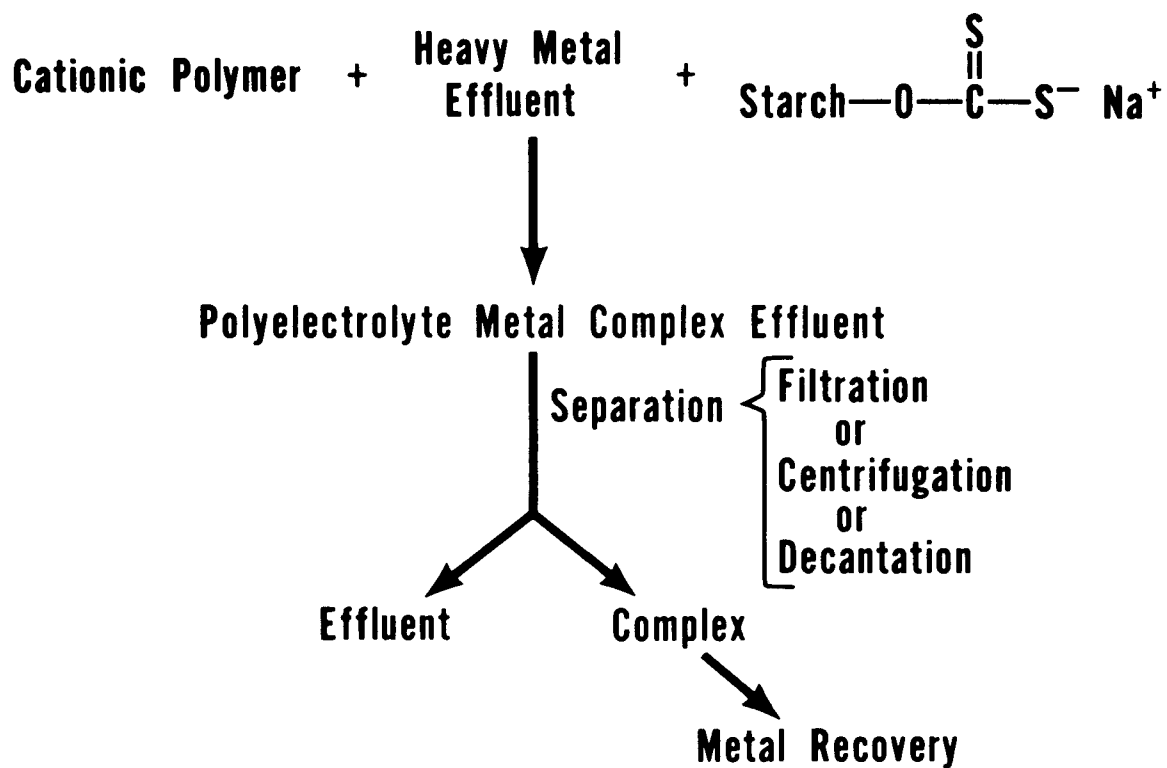 Cationic Polymer + Heavy Metal Effluent + Starch—O—C—S⁻ Na⁺
S
||
Polyelectrolyte Metal Complex Effluent
Separation
Filtration
or
Centrifugation
or
Decantation
Effluent Complex
Metal Recovery